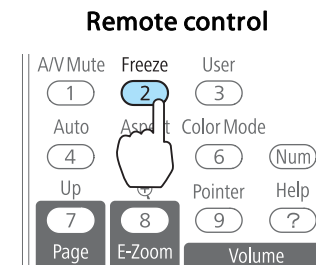 Remote control
A/V Mute Freeze User
1 2 3
Auto Aspect Color Mode
4 6 Num
Up Pointer Help
7 8 9 ?
Page E-Zoom Volume